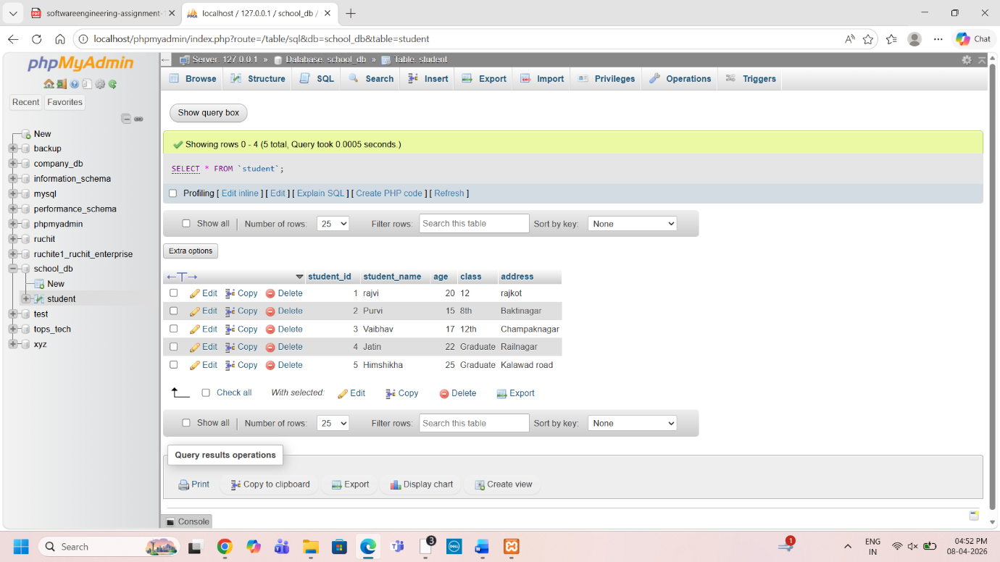 softwareengineering-assignment-1
localhost / 127.0.0.1 / school_db /
localhost/phpmyadmin/index.php?route=/table/sql&db=school_db&table=student
Chat
phpMyAdmin
Recent Favorites
New
backup
company_db
information_schema
mysql
performance_schema
phpmyadmin
ruchit
ruchite1_ruchit_enterprise
school_db
New
student
test
tops_tech
xyz
Server: 127.0.0.1 » Database: school_db » Table: student
Browse Structure SQL Search Insert Export Import Privileges Operations Triggers
Show query box
Showing rows 0 - 4 (5 total, Query took 0.0005 seconds.)
SELECT * FROM `student`;
Profiling [ Edit inline ] [ Edit ] [ Explain SQL ] [ Create PHP code ] [ Refresh ]
Show all | Number of rows: 25 Filter rows: Search this table Sort by key: None
Extra options
←T→ student_id student_name age class address
Edit Copy Delete 1 rajvi 20 12 rajkot
Edit Copy Delete 2 Purvi 15 8th Baktinagar
Edit Copy Delete 3 Vaibhav 17 12th Champaknagar
Edit Copy Delete 4 Jatin 22 Graduate Railnagar
Edit Copy Delete 5 Himshikha 25 Graduate Kalawad road
Check all With selected: Edit Copy Delete Export
Show all | Number of rows: 25 Filter rows: Search this table Sort by key: None
Query results operations
Print Copy to clipboard Export Display chart Create view
Console
Search
3
DELL
1
ENG
IN
04:52 PM
08-04-2026